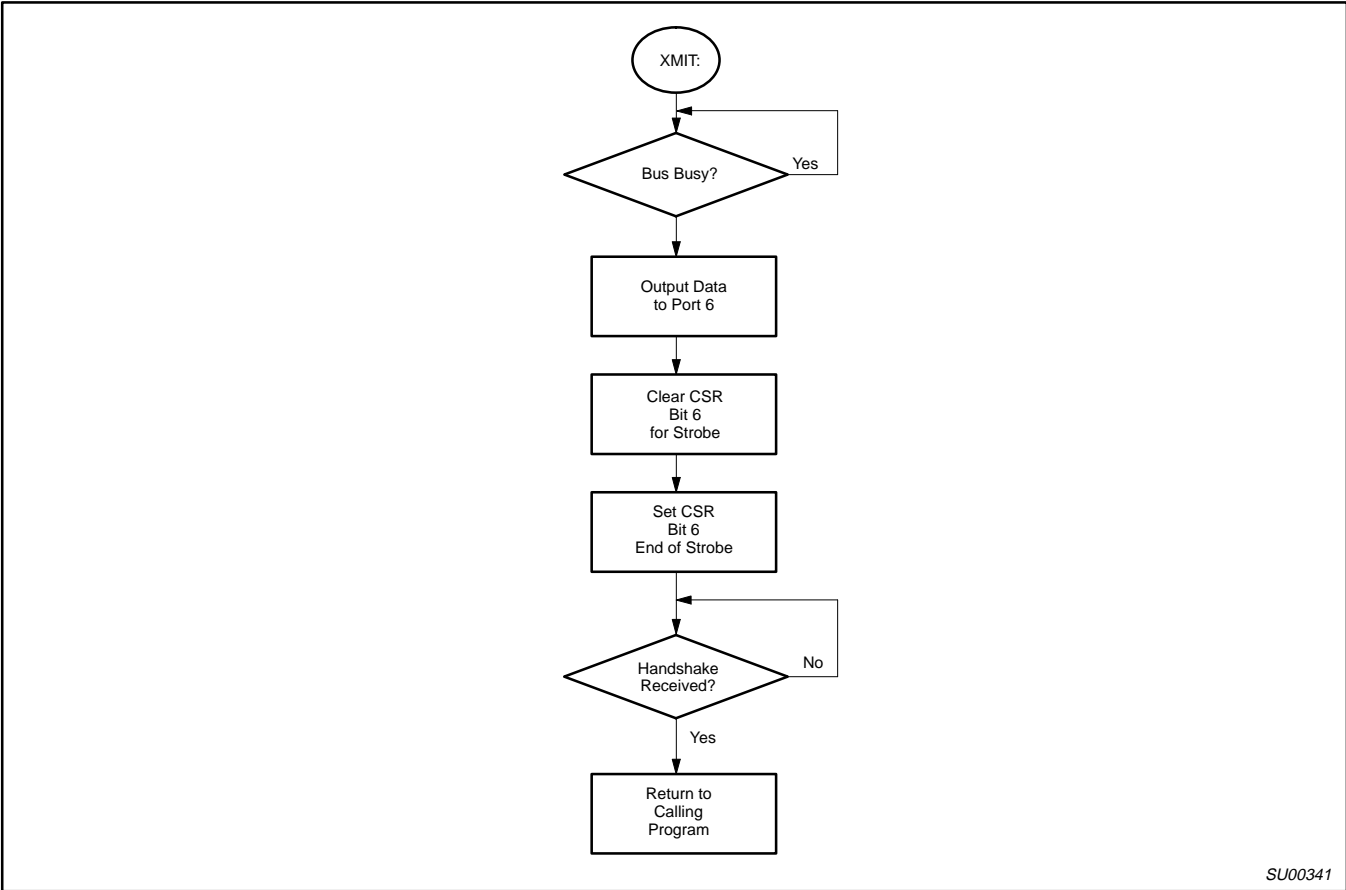 XMIT:
Bus Busy?
Yes
Output Data
to Port 6
Clear CSR
Bit 6
for Strobe
Set CSR
Bit 6
End of Strobe
Handshake
Received?
No
Yes
Return to
Calling
Program
SU00341